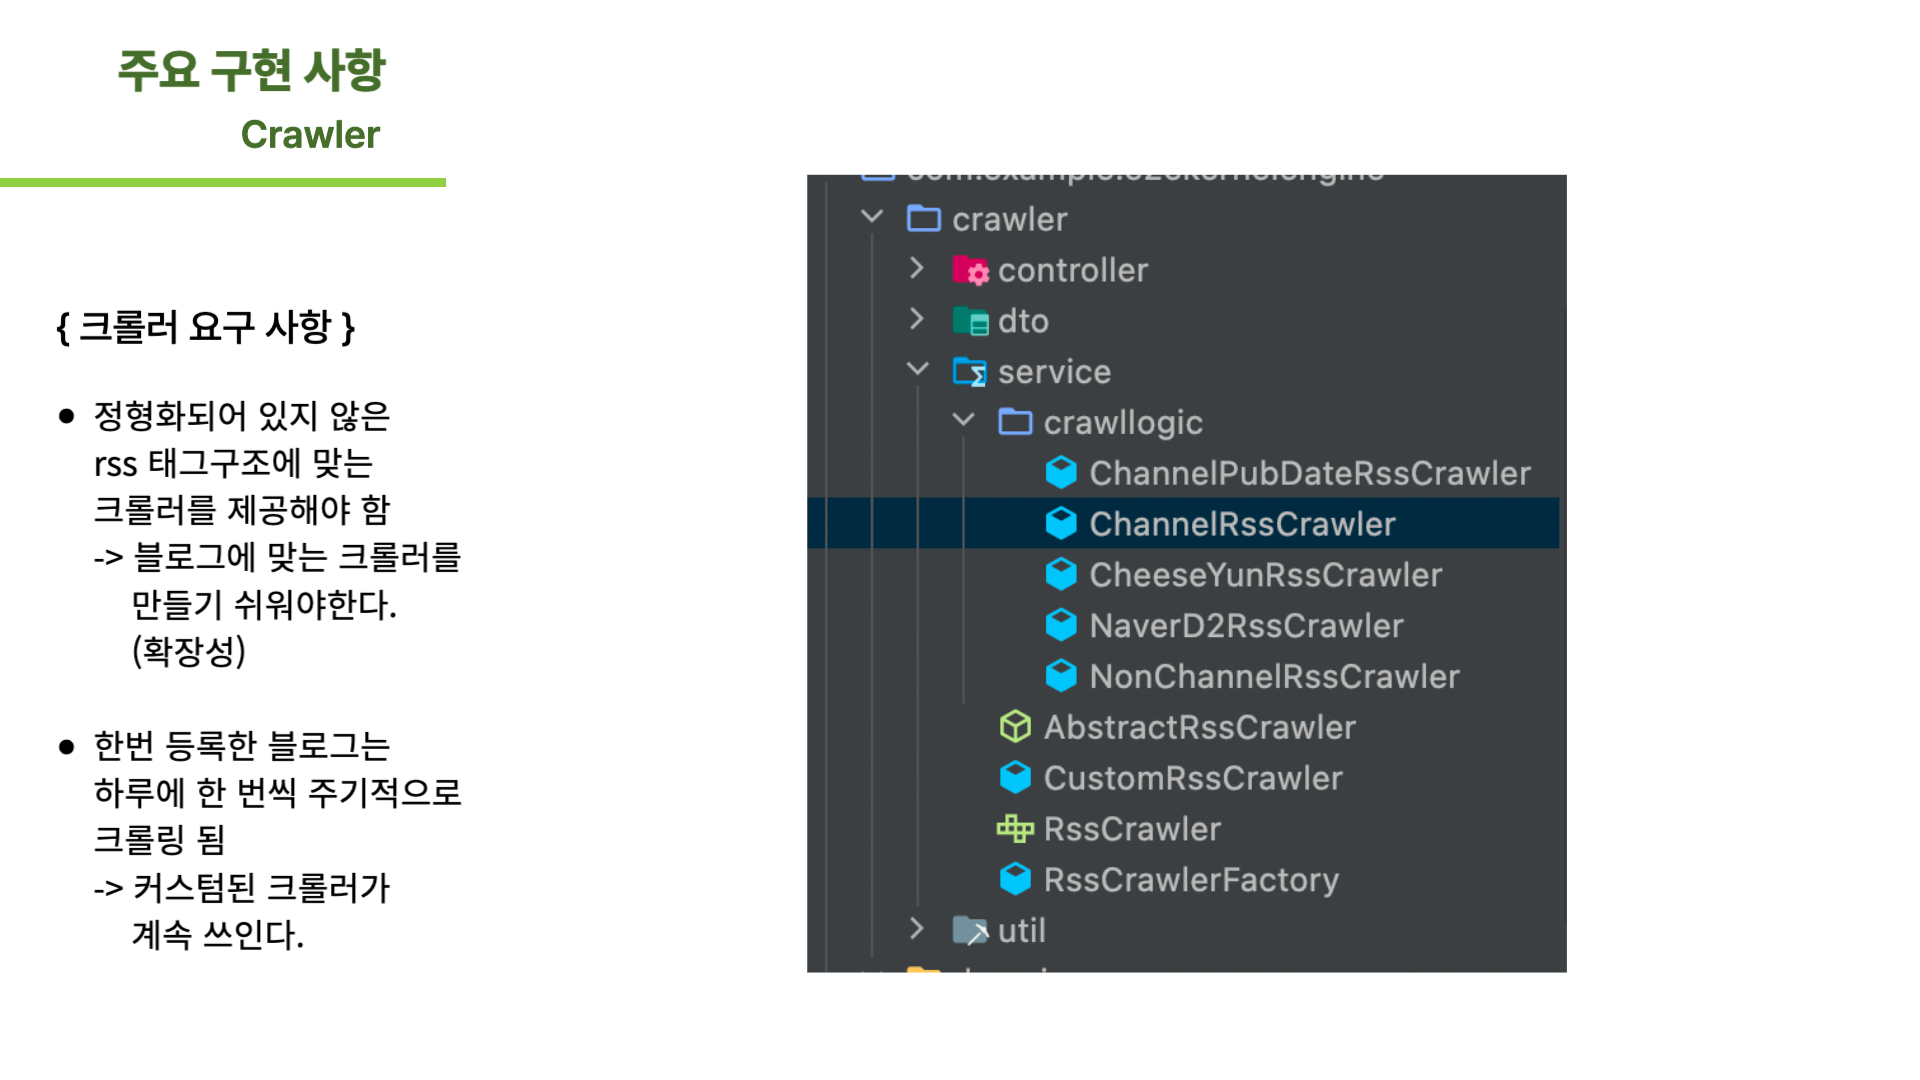 주요 구현 사항
Crawler
{ 크롤러 요구 사항 }
● 정형화되어 있지 않은
rss 태그구조에 맞는
크롤러를 제공해야 함
-> 블로그에 맞는 크롤러를
만들기 쉬워야한다.
(확장성)
● 한번 등록한 블로그는
하루에 한 번씩 주기적으로
크롤링 됨
-> 커스텀된 크롤러가
계속 쓰인다.
crawler
controller
dto
service
crawllogic
ChannelPubDateRssCrawler
ChannelRssCrawler
CheeseYunRssCrawler
NaverD2RssCrawler
NonChannelRssCrawler
AbstractRssCrawler
CustomRssCrawler
RssCrawler
RssCrawlerFactory
util